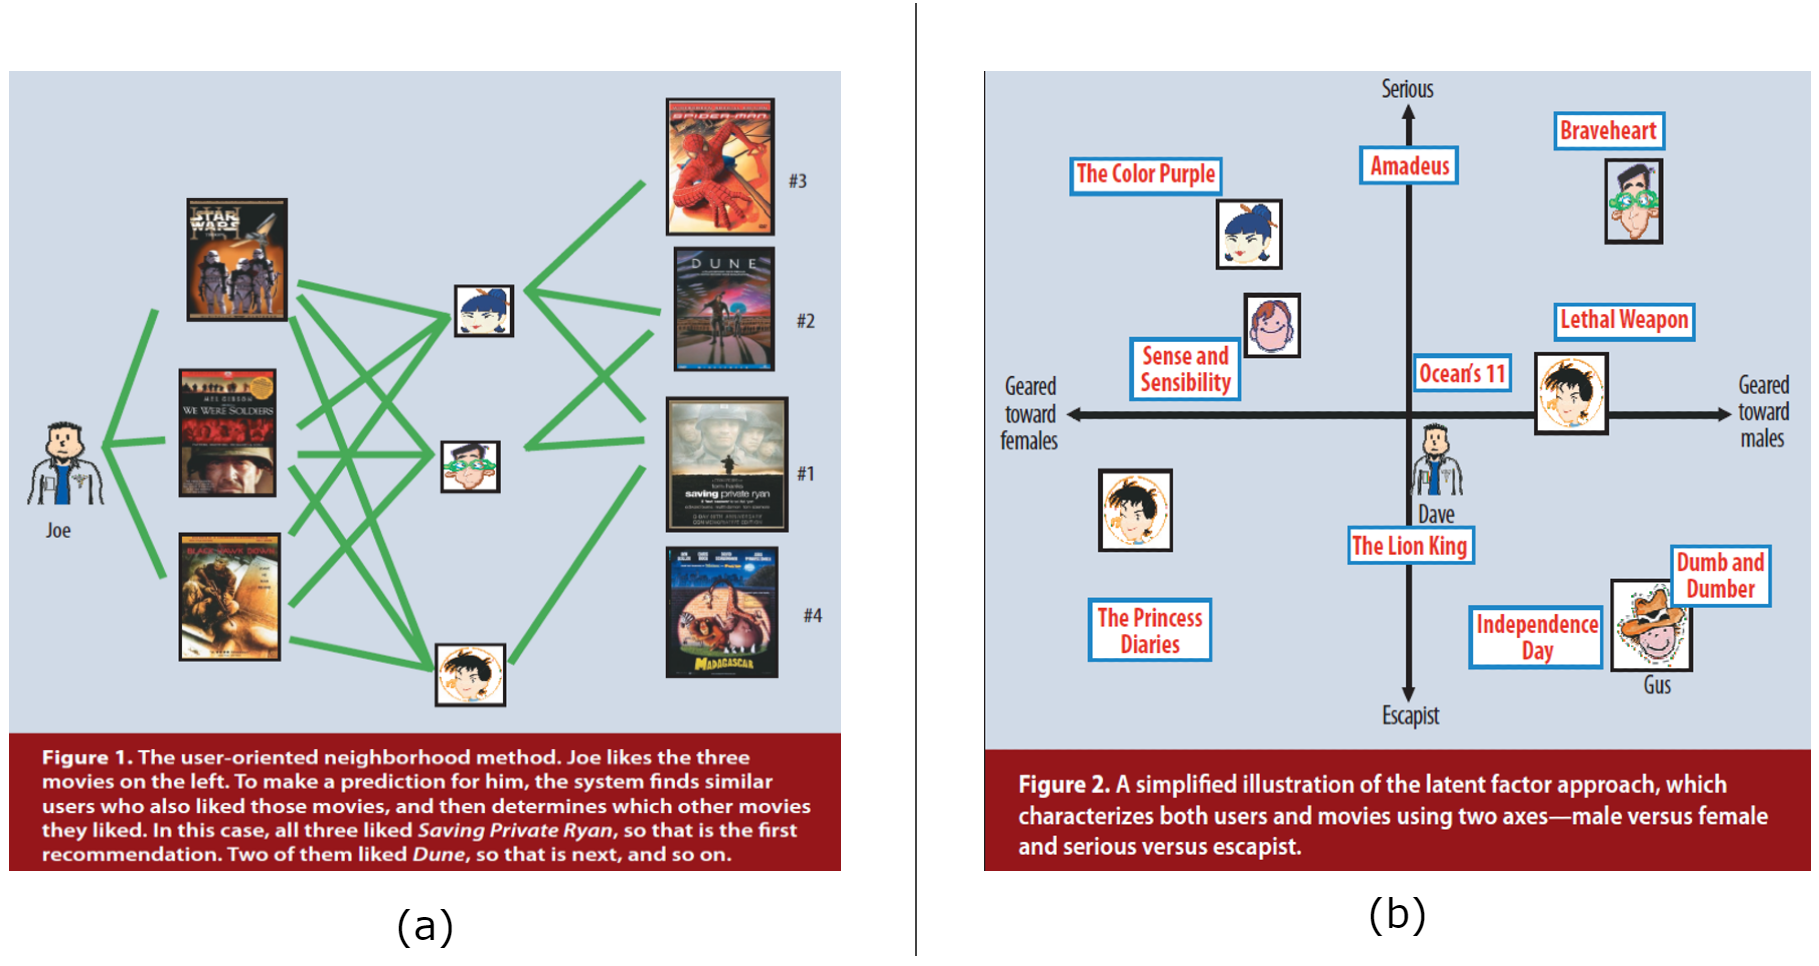 SPIDER-MAN
#3
STAR
WARS
DUNE
#2
MEL GIBSON
WE WERE SOLDIERS
#1
tom hanks
saving private ryan
Joe
BLACK HAWK DOWN
#4
MADAGASCAR
Figure 1. The user-oriented neighborhood method. Joe likes the three
movies on the left. To make a prediction for him, the system finds similar
users who also liked those movies, and then determines which other movies
they liked. In this case, all three liked Saving Private Ryan, so that is the first
recommendation. Two of them liked Dune, so that is next, and so on.
(a)
Serious
Braveheart
Amadeus
The Color Purple
Lethal Weapon
Sense and
Sensibility
Ocean's 11
Geared
toward
females
Geared
toward
males
Dave
The Lion King
Dumb and
Dumber
The Princess
Diaries
Independence
Day
Gus
Escapist
Figure 2. A simplified illustration of the latent factor approach, which
characterizes both users and movies using two axes—male versus female
and serious versus escapist.
(b)